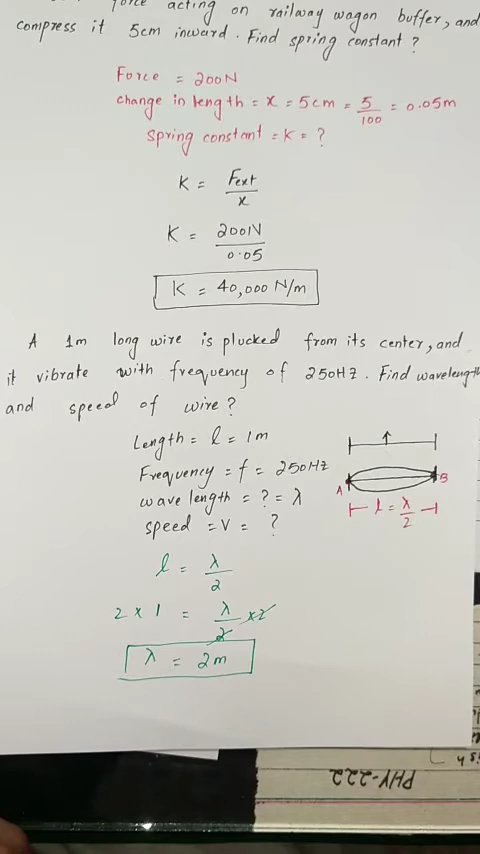 force acting on railway wagon buffer, and
compress it 5cm inward. Find spring constant?
Force = 200N
change in length = x = 5cm = 5/100 = 0.05m
Spring constant = K = ?
K = Fext/x
K = 200N/0.05
K = 40,000 N/m
A 1m long wire is plucked from its center, and
it vibrate with frequency of 250Hz. Find wavelength
and speed of wire?
Length = l = 1m
Frequency = f = 250Hz
wave length = ? = λ
speed = v = ?
A B
l = λ/2
l = λ/2
2 x 1 = λ/2 x 2
λ = 2m
PHY-222